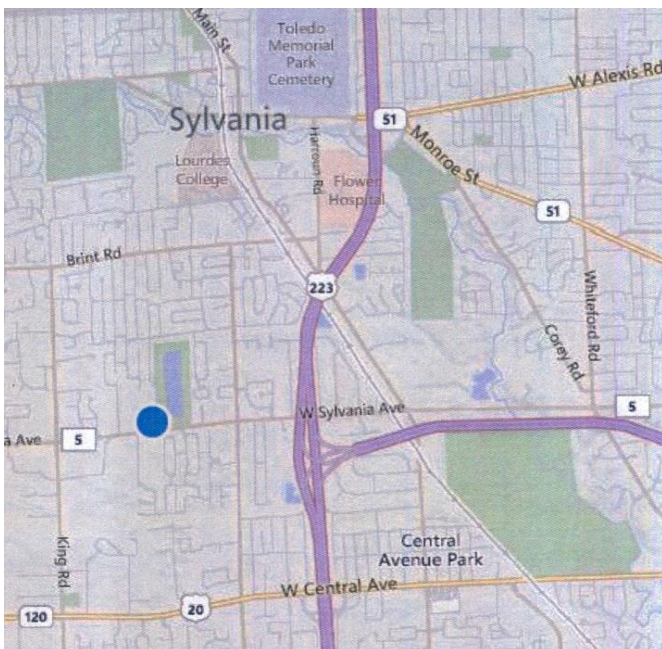 Main St
Toledo
Memorial
Park
Cemetery
W Alexis Rd
51
Sylvania
Monroe St
Harroun Rd
Lourdes
College
Flower
Hospital
51
Brint Rd
223
Whiteford Rd
Corey Rd
W Sylvania Ave
5
a Ave
5
King Rd
Central
Avenue Park
W Central Ave
20
120